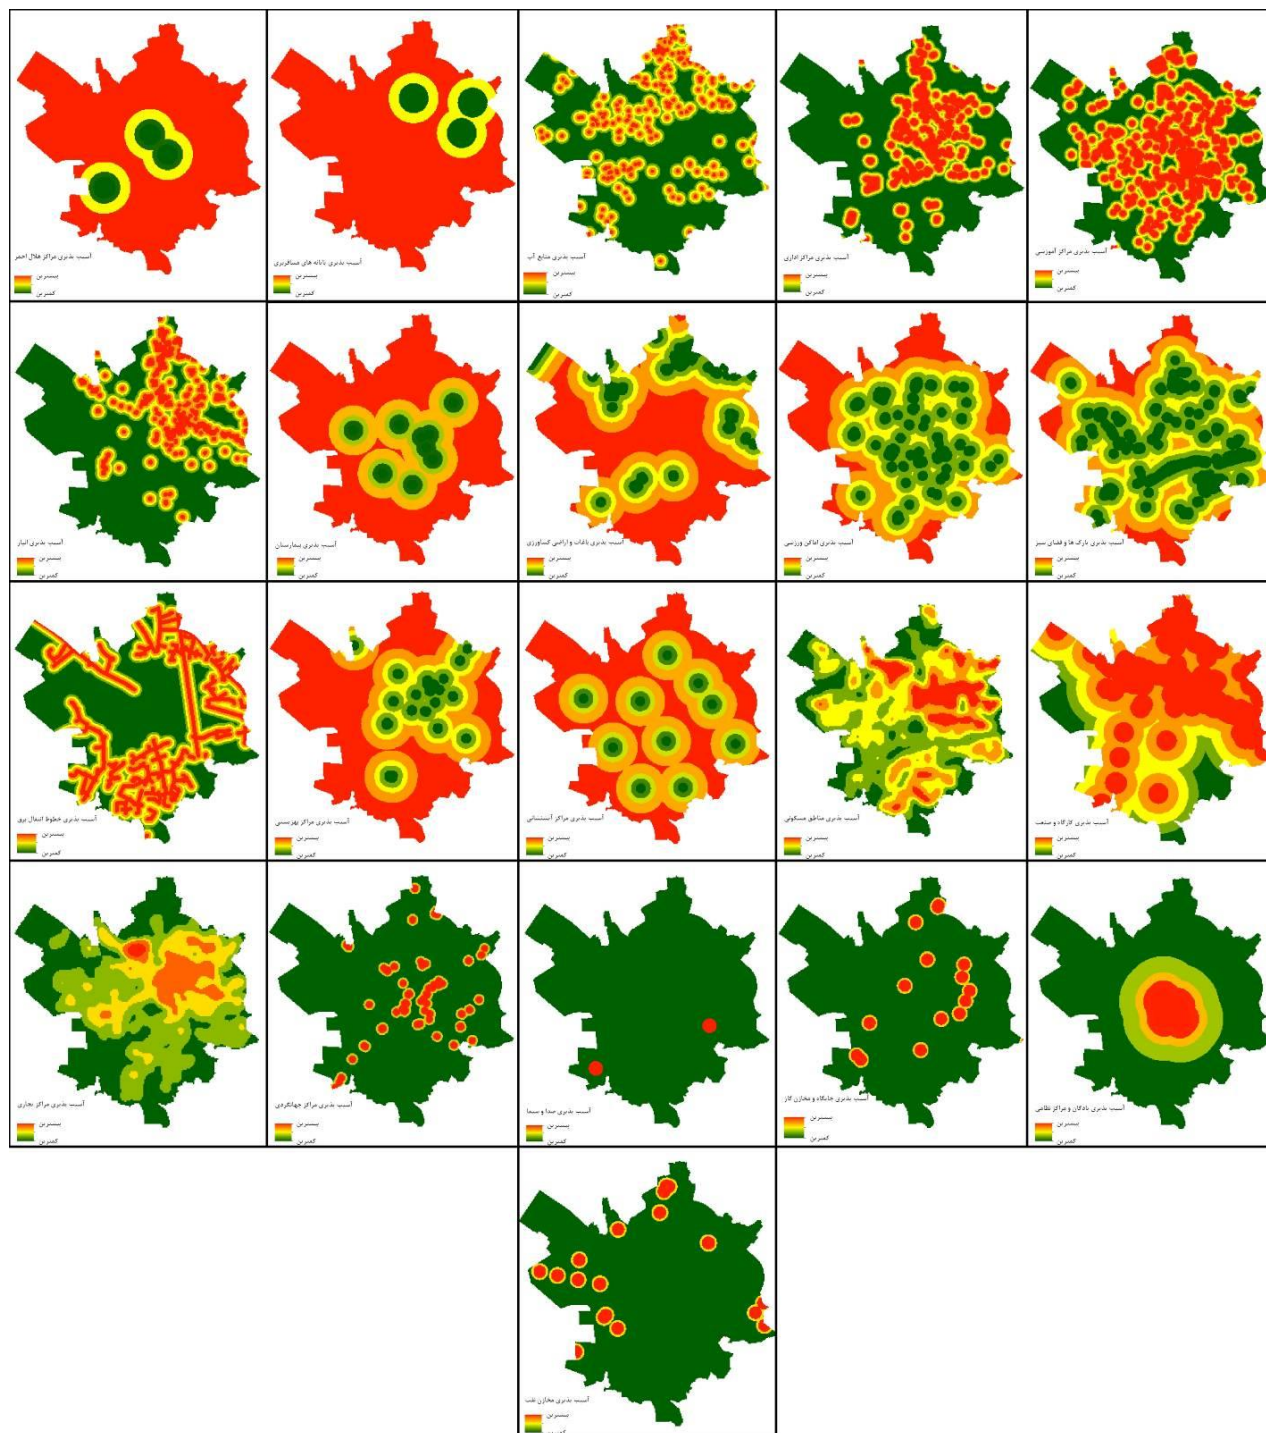 آسیب پذیری مراکز هلال احمر
بیشترین
کمترین
آسیب پذیری پایانه های مسافربری
بیشترین
کمترین
آسیب پذیری منابع آب
بیشترین
کمترین
آسیب پذیری مراکز اداری
بیشترین
کمترین
آسیب پذیری مراکز آموزشی
بیشترین
کمترین
آسیب پذیری انبار
بیشترین
کمترین
آسیب پذیری بیمارستان
بیشترین
کمترین
آسیب پذیری باغات و اراضی کشاورزی
بیشترین
کمترین
آسیب پذیری اماکن ورزشی
بیشترین
کمترین
آسیب پذیری پارک ها و فضای سبز
بیشترین
کمترین
آسیب پذیری خطوط انتقال برق
بیشترین
کمترین
آسیب پذیری مراکز بهزیستی
بیشترین
کمترین
آسیب پذیری مراکز آتشنشانی
بیشترین
کمترین
آسیب پذیری مناطق مسکونی
بیشترین
کمترین
آسیب پذیری کارگاه و صنعت
بیشترین
کمترین
آسیب پذیری مراکز تجاری
بیشترین
کمترین
آسیب پذیری مراکز جهانگردی
بیشترین
کمترین
آسیب پذیری صدا و سیما
بیشترین
کمترین
آسیب پذیری جایگاه و مخازن گاز
بیشترین
کمترین
آسیب پذیری پادگان و مراکز نظامی
بیشترین
کمترین
آسیب پذیری مخازن نفت
بیشترین
کمترین